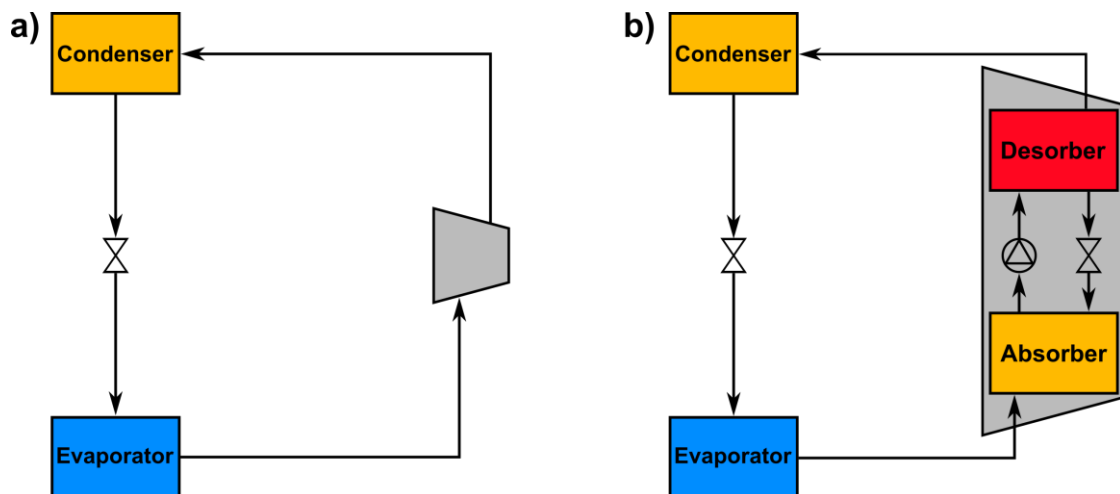 a)
Condenser
Evaporator
b)
Condenser
Desorber
Absorber
Evaporator